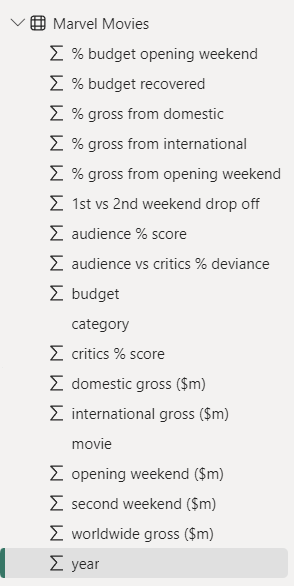 Marvel Movies
% budget opening weekend
% budget recovered
% gross from domestic
% gross from international
% gross from opening weekend
1st vs 2nd weekend drop off
audience % score
audience vs critics % deviance
budget
category
critics % score
domestic gross ($m)
international gross ($m)
movie
opening weekend ($m)
second weekend ($m)
worldwide gross ($m)
year